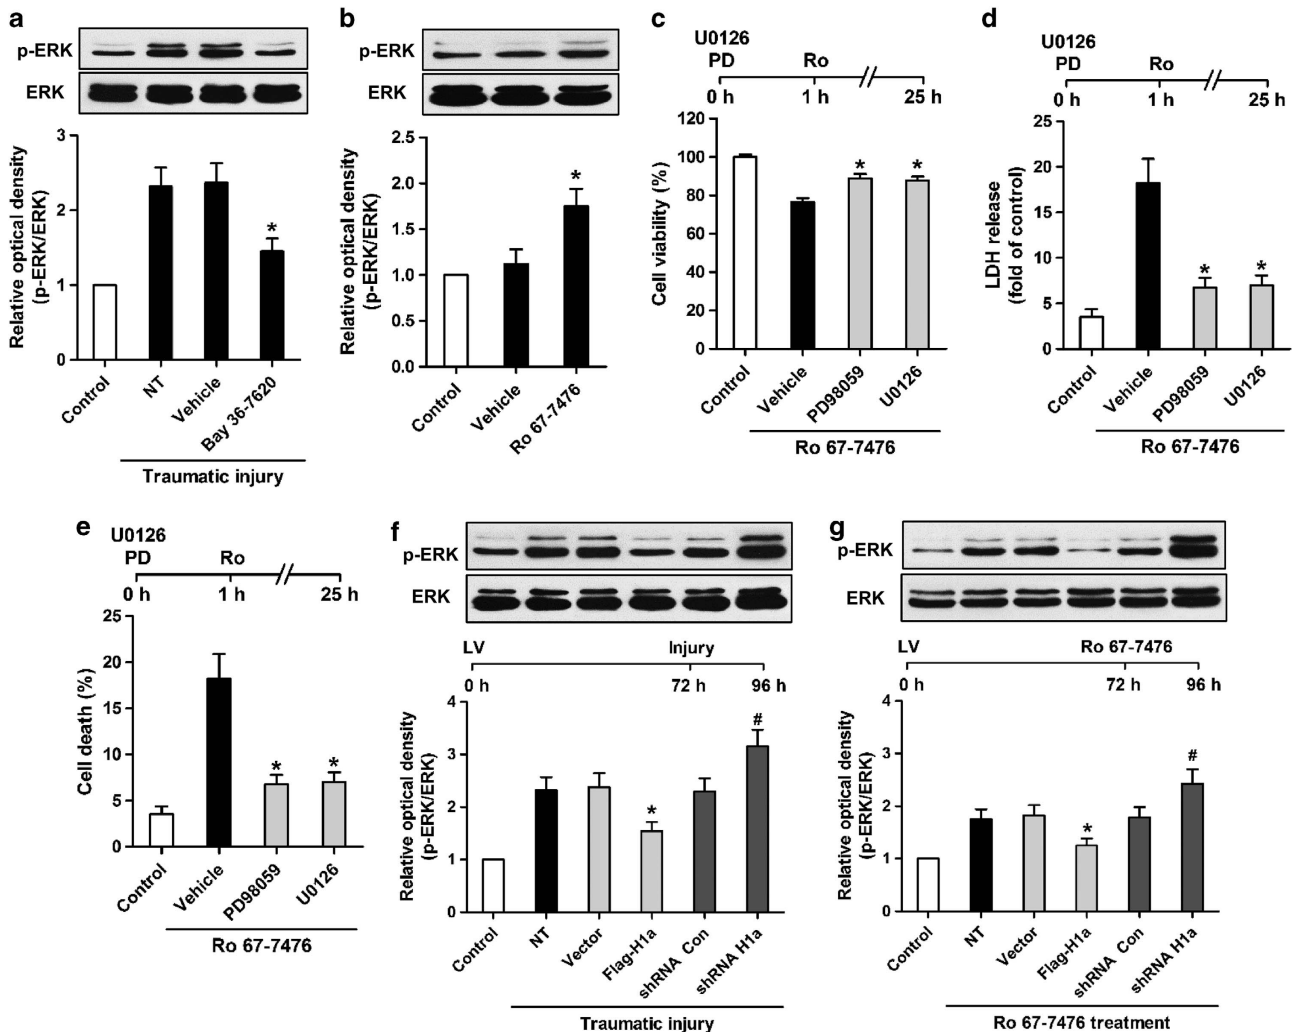 a
p-ERK
ERK
Relative optical density
(p-ERK/ERK)
3
2
1
0
*
Control
NT
Vehicle
Bay 36-7620
Traumatic injury
b
p-ERK
ERK
Relative optical density
(p-ERK/ERK)
2.5
2.0
1.5
1.0
0.5
0.0
*
Control
Vehicle
Ro 67-7476
c
U0126
PD
Ro
0 h
1 h
25 h
Cell viability (%)
120
100
80
60
40
20
0
*
*
Control
Vehicle
PD98059
U0126
Ro 67-7476
d
U0126
PD
Ro
0 h
1 h
25 h
LDH release
(fold of control)
25
20
15
10
5
0
*
*
Control
Vehicle
PD98059
U0126
Ro 67-7476
e
U0126
PD
Ro
0 h
1 h
25 h
Cell death (%)
25
20
15
10
5
0
*
*
Control
Vehicle
PD98059
U0126
Ro 67-7476
f
p-ERK
ERK
LV
Injury
0 h
72 h
96 h
Relative optical density
(p-ERK/ERK)
4
3
2
1
0
*
#
Control
NT
Vector
Flag-H1a
shRNA Con
shRNA H1a
Traumatic injury
g
p-ERK
ERK
LV
Ro 67-7476
0 h
72 h
96 h
Relative optical density
(p-ERK/ERK)
4
3
2
1
0
*
#
Control
NT
Vector
Flag-H1a
shRNA Con
shRNA H1a
Ro 67-7476 treatment